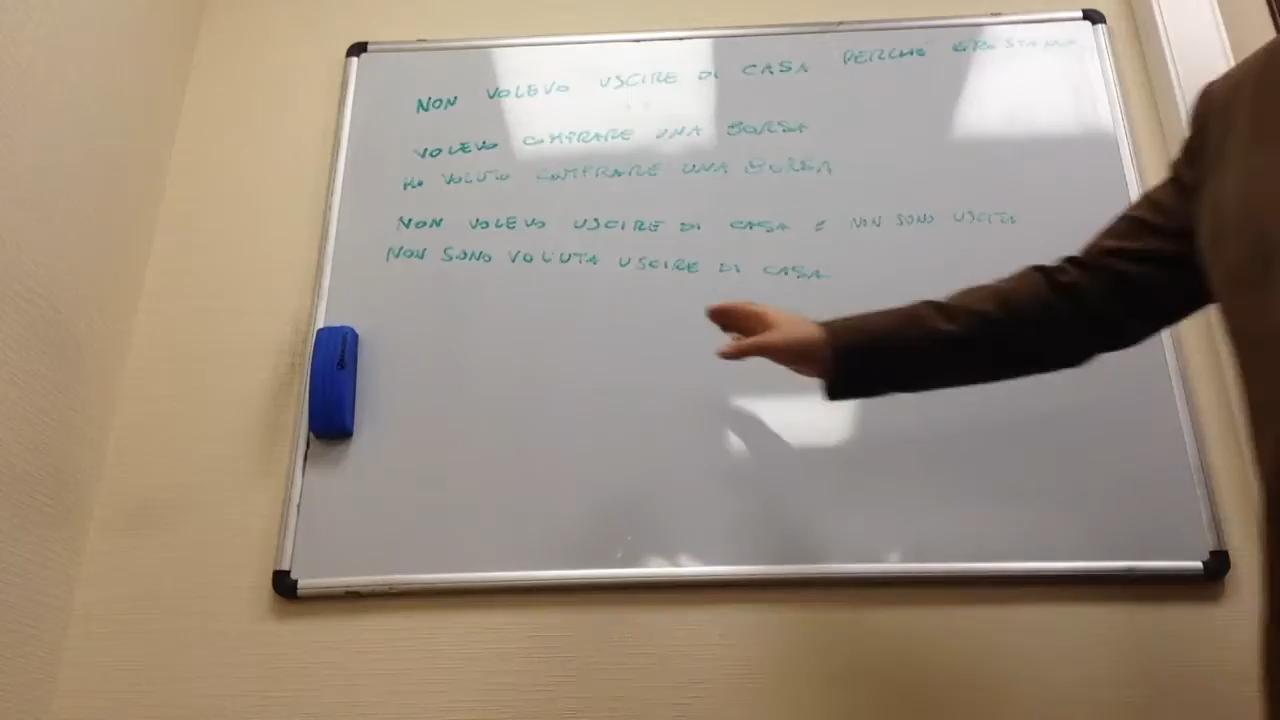 NON VOLEVO USCIRE DI CASA PERCHÉ ERO STANCA
VOLEVO COMPRARE UNA BORSA
HO VOLUTO COMPRARE UNA BORSA
NON VOLEVO USCIRE DI CASA E NON SONO USCITA
NON SONO VOLUTA USCIRE DI CASA